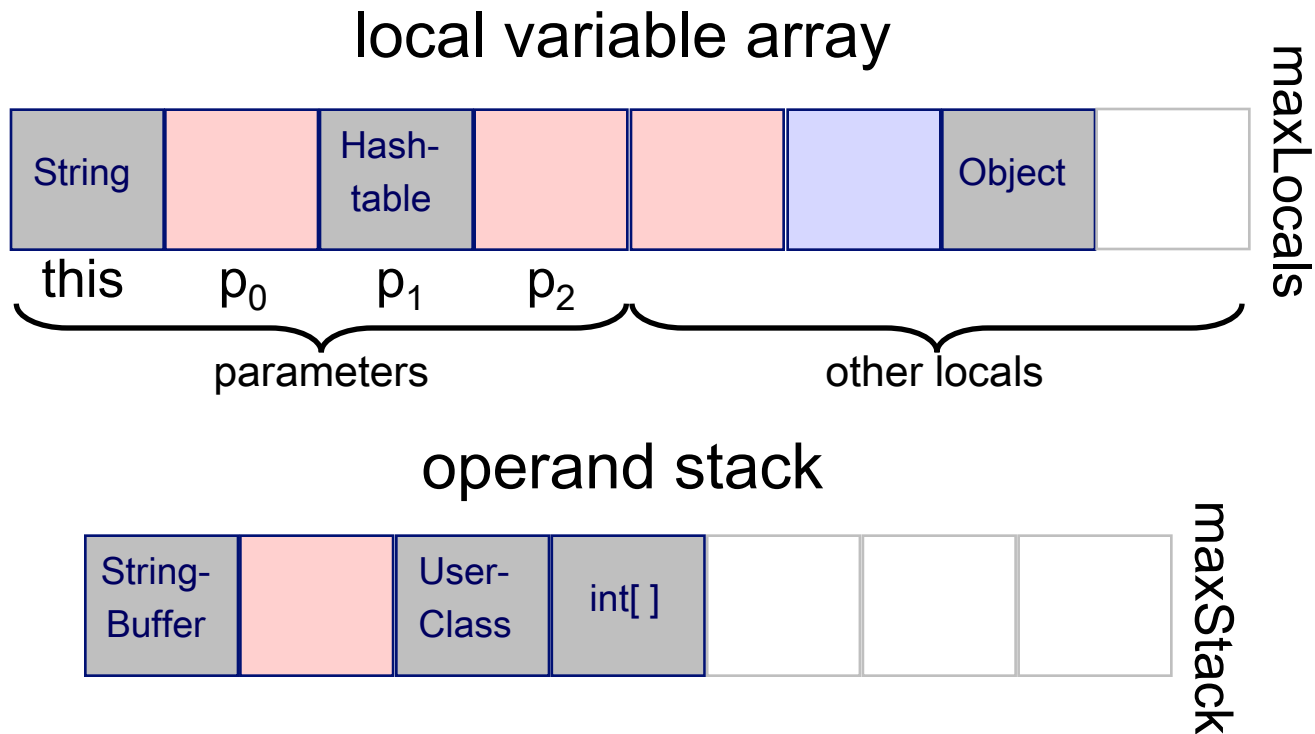 local variable array
maxLocals
String
Hash-
table
Object
this
p₀
p₁
p₂
parameters
other locals
operand stack
maxStack
String-
Buffer
User-
Class
int[ ]